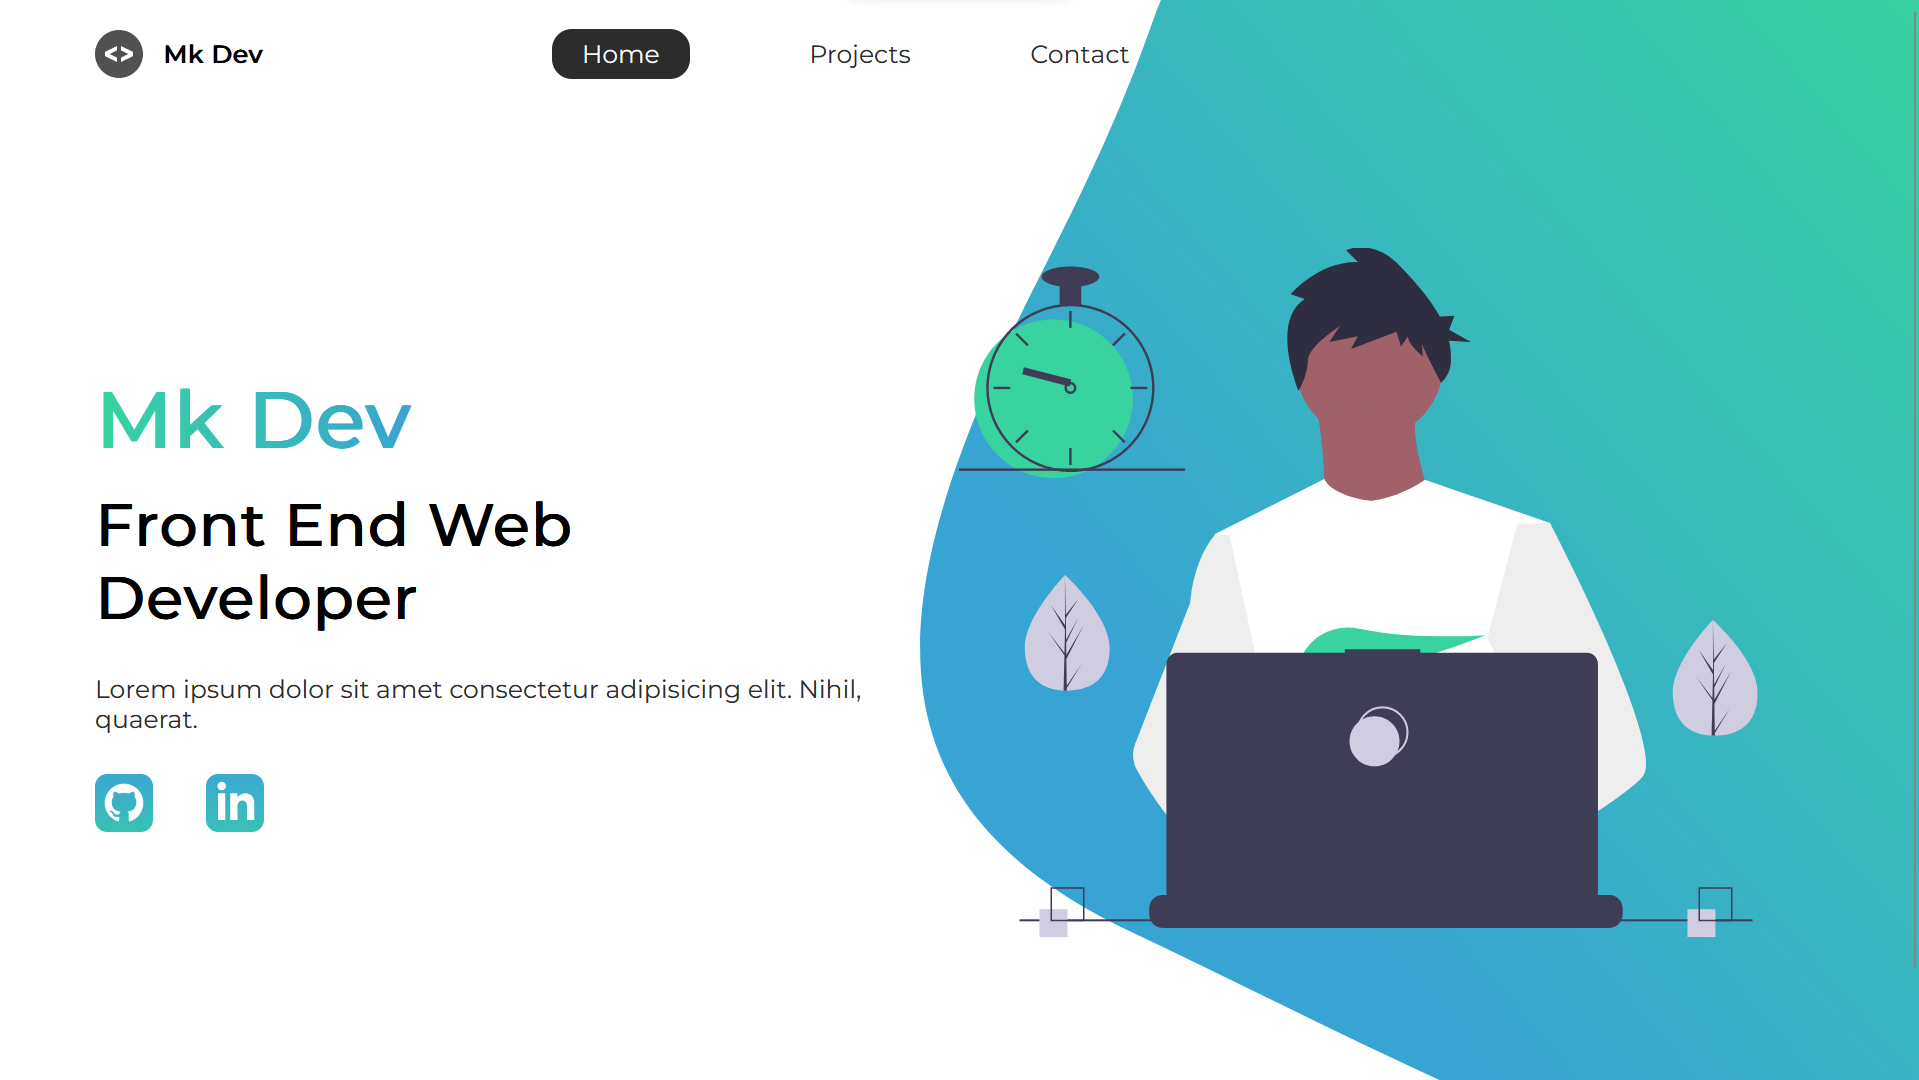 Mk Dev
Home
Projects
Contact
Mk Dev
Front End Web
Developer
Lorem ipsum dolor sit amet consectetur adipisicing elit. Nihil,
quaerat.
in